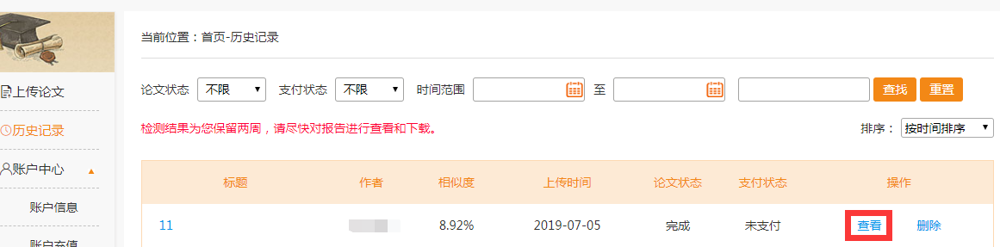 当前位置：首页-历史记录
上传论文
论文状态 不限 支付状态 不限 时间范围 至 查找 重置
历史记录
检测结果为您保留两周，请尽快对报告进行查看和下载。 排序： 按时间排序
账户中心
标题 作者 相似度 上传时间 论文状态 支付状态 操作
账户信息
11 8.92% 2019-07-05 完成 未支付 查看 删除
账户充值